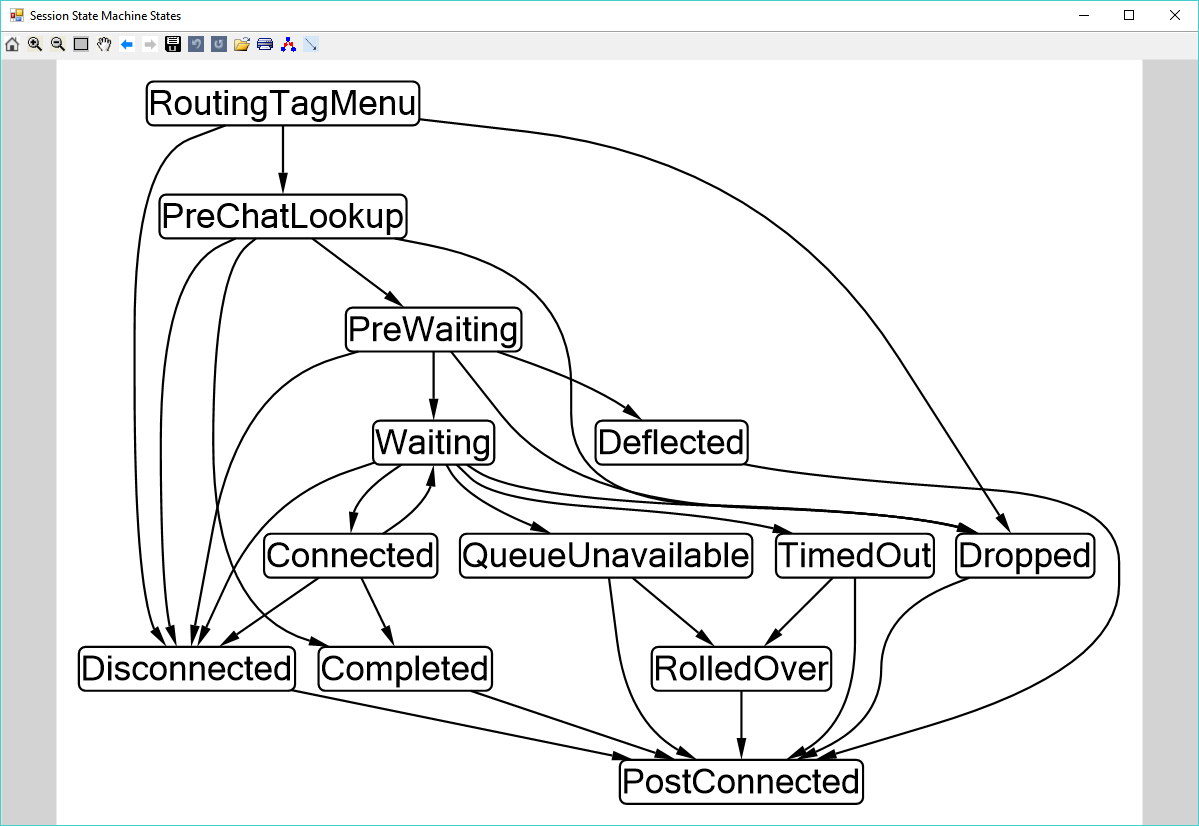 Session State Machine States
RoutingTagMenu
PreChatLookup
PreWaiting
Waiting
Deflected
Connected
QueueUnavailable
TimedOut
Dropped
Disconnected
Completed
RolledOver
PostConnected